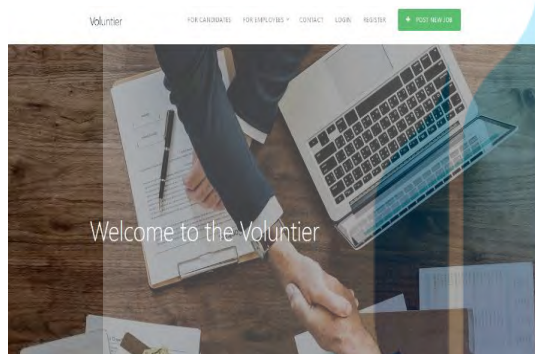 Voluntier
FOR CANDIDATES FOR EMPLOYERS CONTACT LOGIN REGISTER + POST NEW JOB
Welcome to the Voluntier